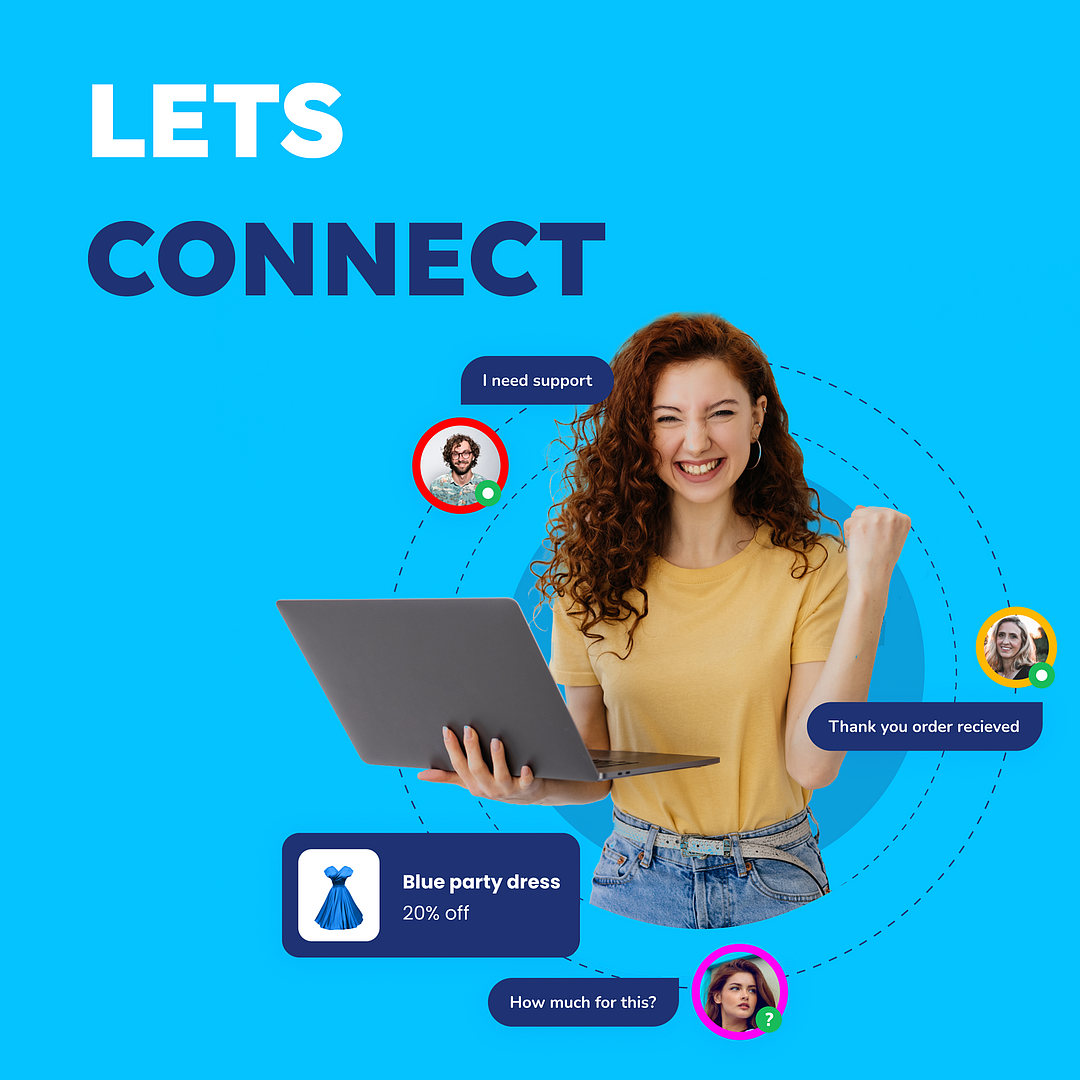 LETS
CONNECT
I need support
Thank you order recieved
Blue party dress
20% off
How much for this?
?